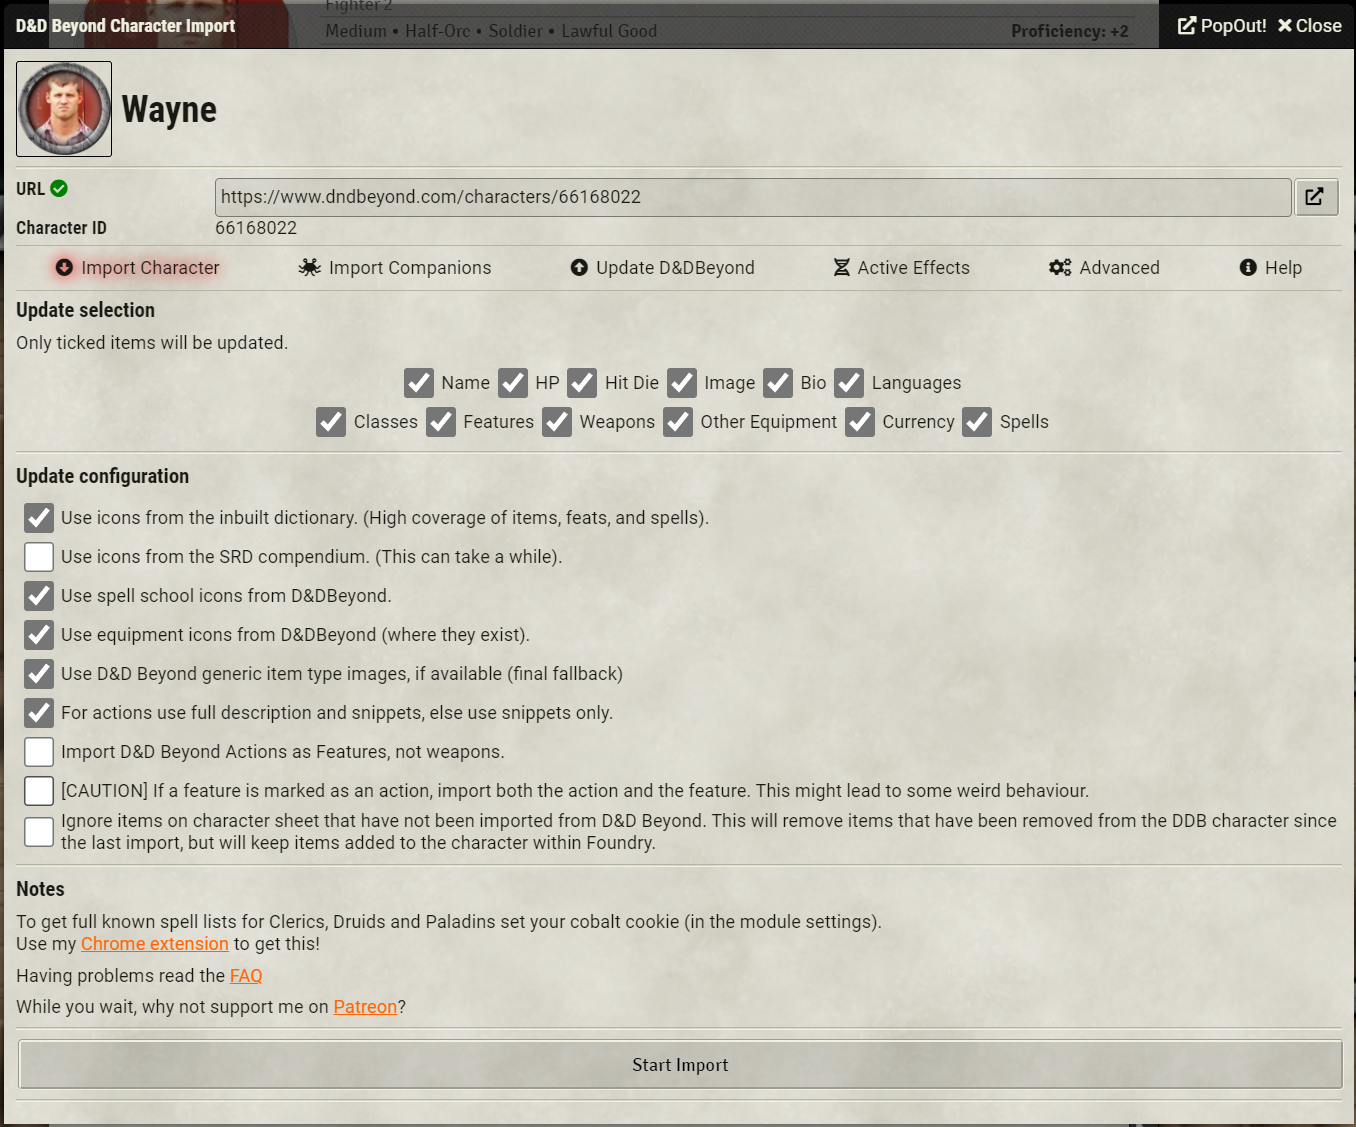 Fighter 2
D&D Beyond Character Import
Medium • Half-Orc • Soldier • Lawful Good
Proficiency: +2
PopOut!
Close
Wayne
URL
https://www.dndbeyond.com/characters/66168022
Character ID
66168022
Import Character
Import Companions
Update D&DBeyond
Active Effects
Advanced
Help
Update selection
Only ticked items will be updated.
Name HP Hit Die Image Bio Languages
Classes Features Weapons Other Equipment Currency Spells
Update configuration
Use icons from the inbuilt dictionary. (High coverage of items, feats, and spells).
Use icons from the SRD compendium. (This can take a while).
Use spell school icons from D&DBeyond.
Use equipment icons from D&DBeyond (where they exist).
Use D&D Beyond generic item type images, if available (final fallback)
For actions use full description and snippets, else use snippets only.
Import D&D Beyond Actions as Features, not weapons.
[CAUTION] If a feature is marked as an action, import both the action and the feature. This might lead to some weird behaviour.
Ignore items on character sheet that have not been imported from D&D Beyond. This will remove items that have been removed from the DDB character since
the last import, but will keep items added to the character within Foundry.
Notes
To get full known spell lists for Clerics, Druids and Paladins set your cobalt cookie (in the module settings).
Use my Chrome extension to get this!
Having problems read the FAQ
While you wait, why not support me on Patreon?
Start Import